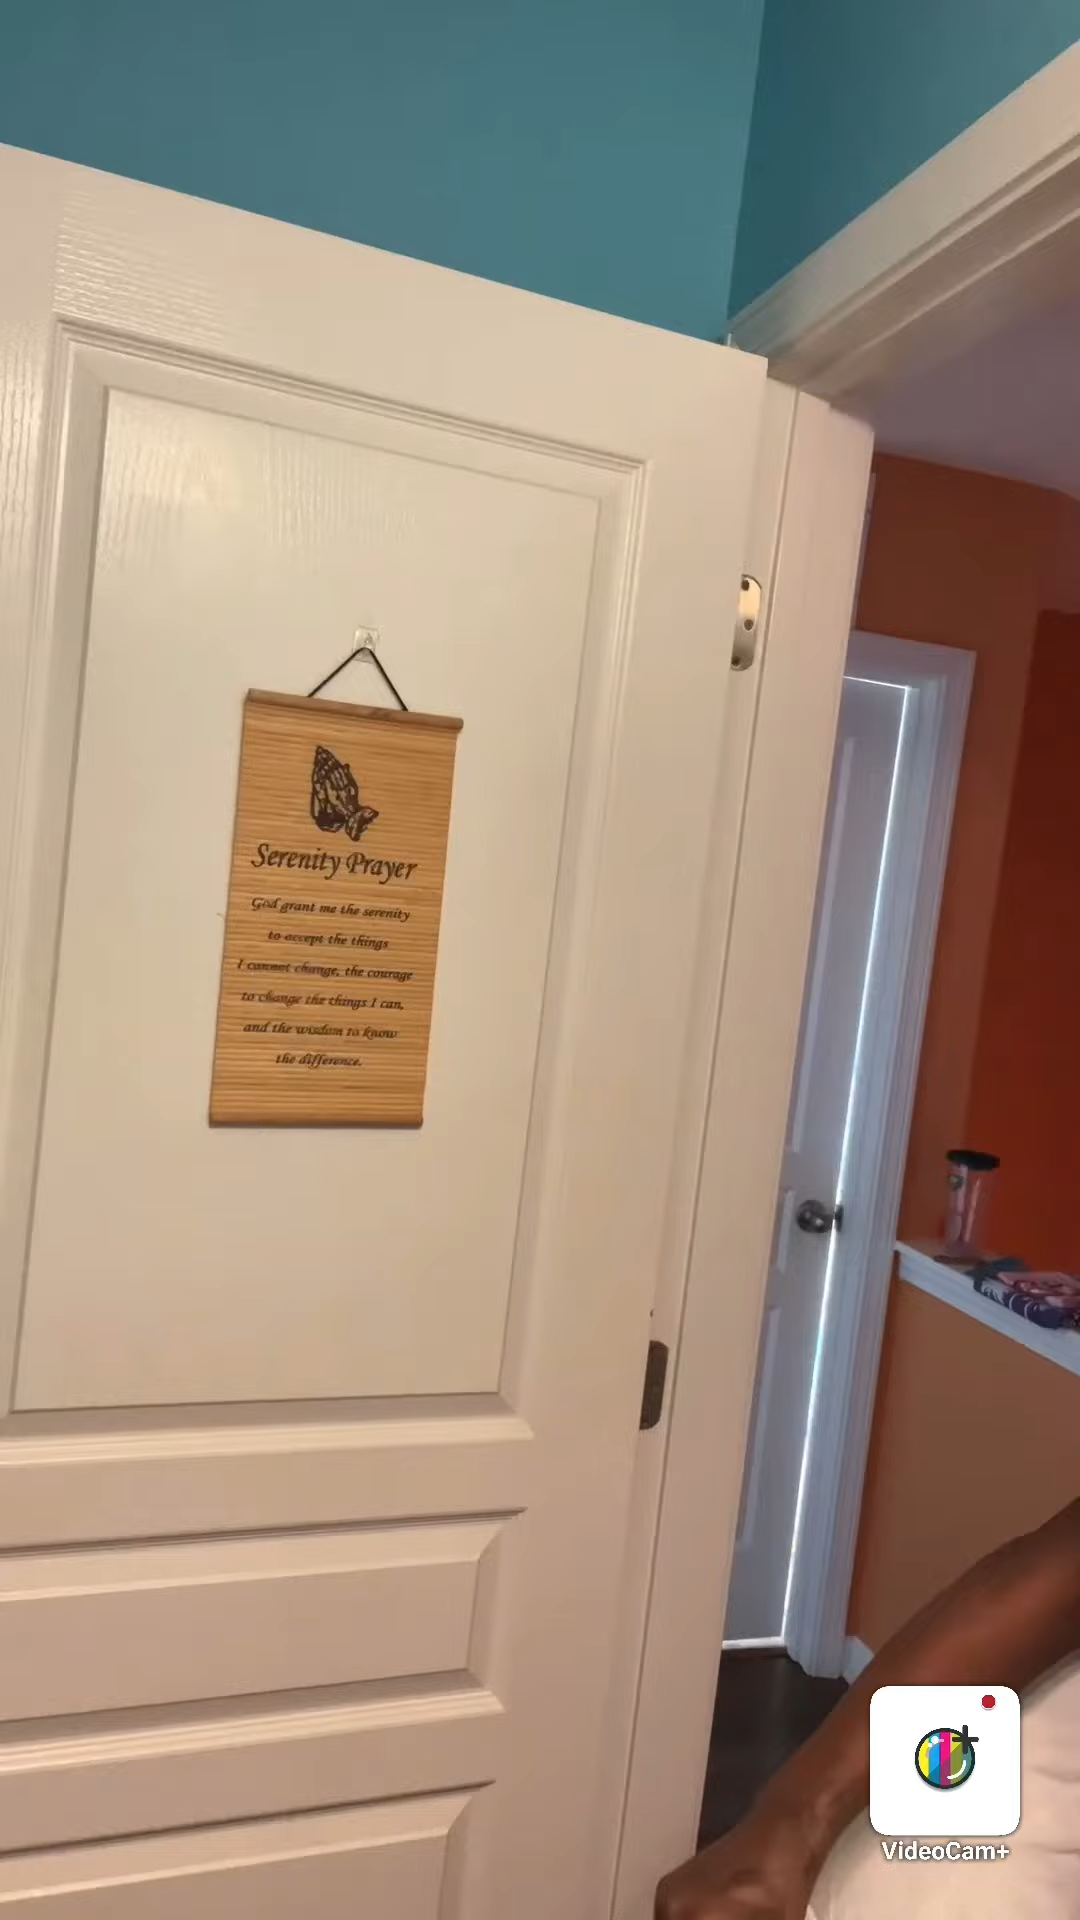 Serenity Prayer
God grant me the serenity
to accept the things
I cannot change, the courage
to change the things I can,
and the wisdom to know
the difference.
VideoCam+